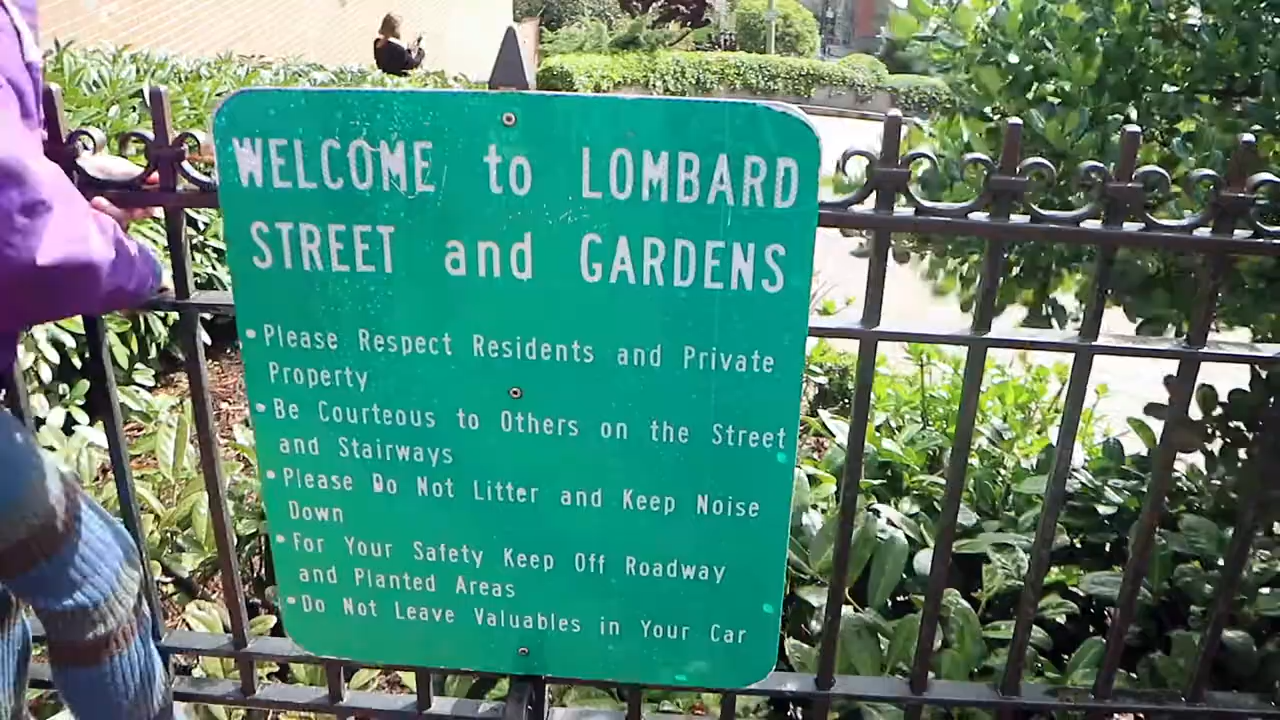 WELCOME to LOMBARD
STREET and GARDENS
•Please Respect Residents and Private
Property
•Be Courteous to Others on the Street
and Stairways
•Please Do Not Litter and Keep Noise
Down
•For Your Safety Keep Off Roadway
and Planted Areas
•Do Not Leave Valuables in Your Car